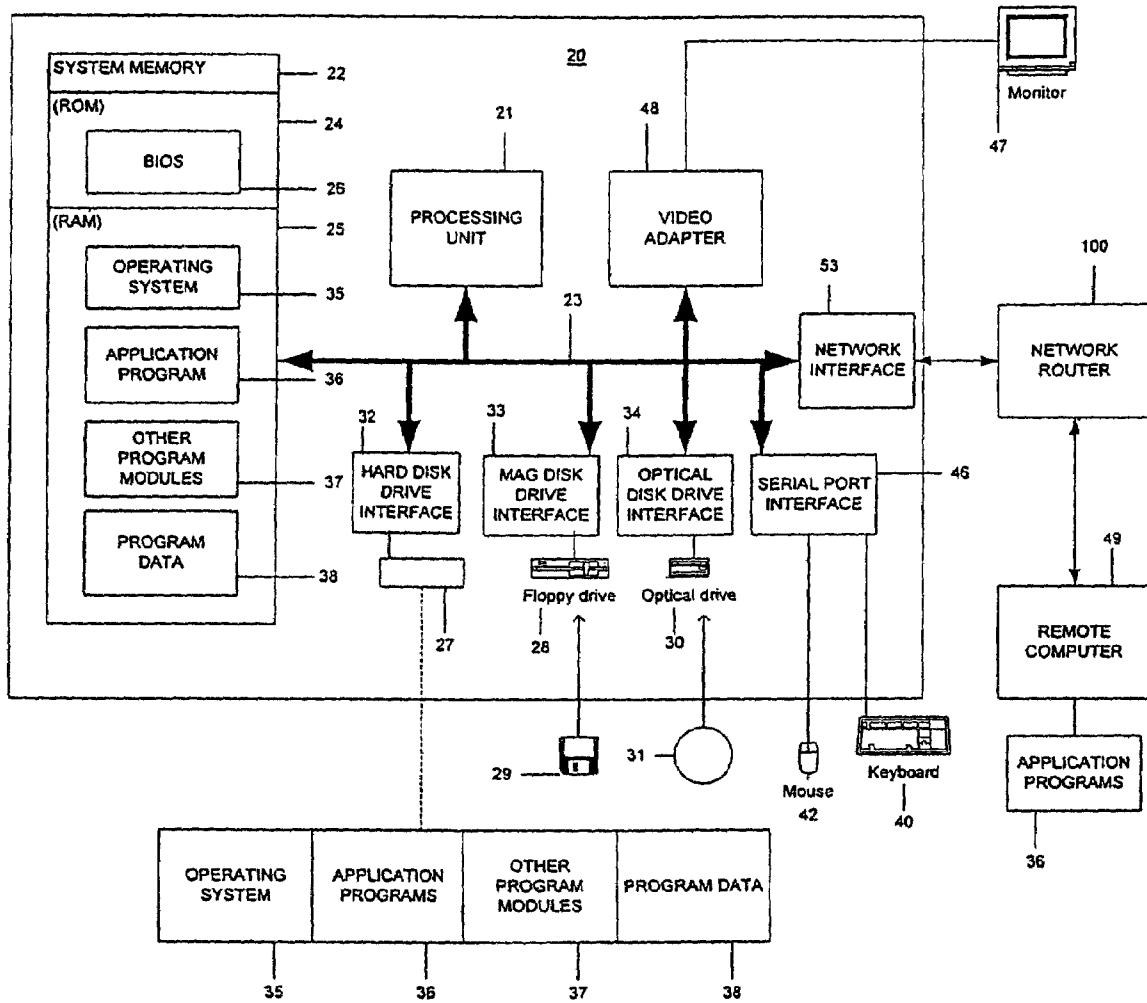 20
SYSTEM MEMORY
22
(ROM)
24
BIOS
26
(RAM)
25
OPERATING
SYSTEM
35
APPLICATION
PROGRAM
36
OTHER
PROGRAM
MODULES
37
PROGRAM
DATA
38
21
PROCESSING
UNIT
48
VIDEO
ADAPTER
Monitor
47
23
53
NETWORK
INTERFACE
100
NETWORK
ROUTER
32
HARD DISK
DRIVE
INTERFACE
33
MAG DISK
DRIVE
INTERFACE
34
OPTICAL
DISK DRIVE
INTERFACE
SERIAL PORT
INTERFACE
46
27
Floppy drive
28
Optical drive
30
49
REMOTE
COMPUTER
29
31
Mouse
42
Keyboard
40
APPLICATION
PROGRAMS
36
OPERATING
SYSTEM
APPLICATION
PROGRAMS
OTHER
PROGRAM
MODULES
PROGRAM DATA
35
36
37
38